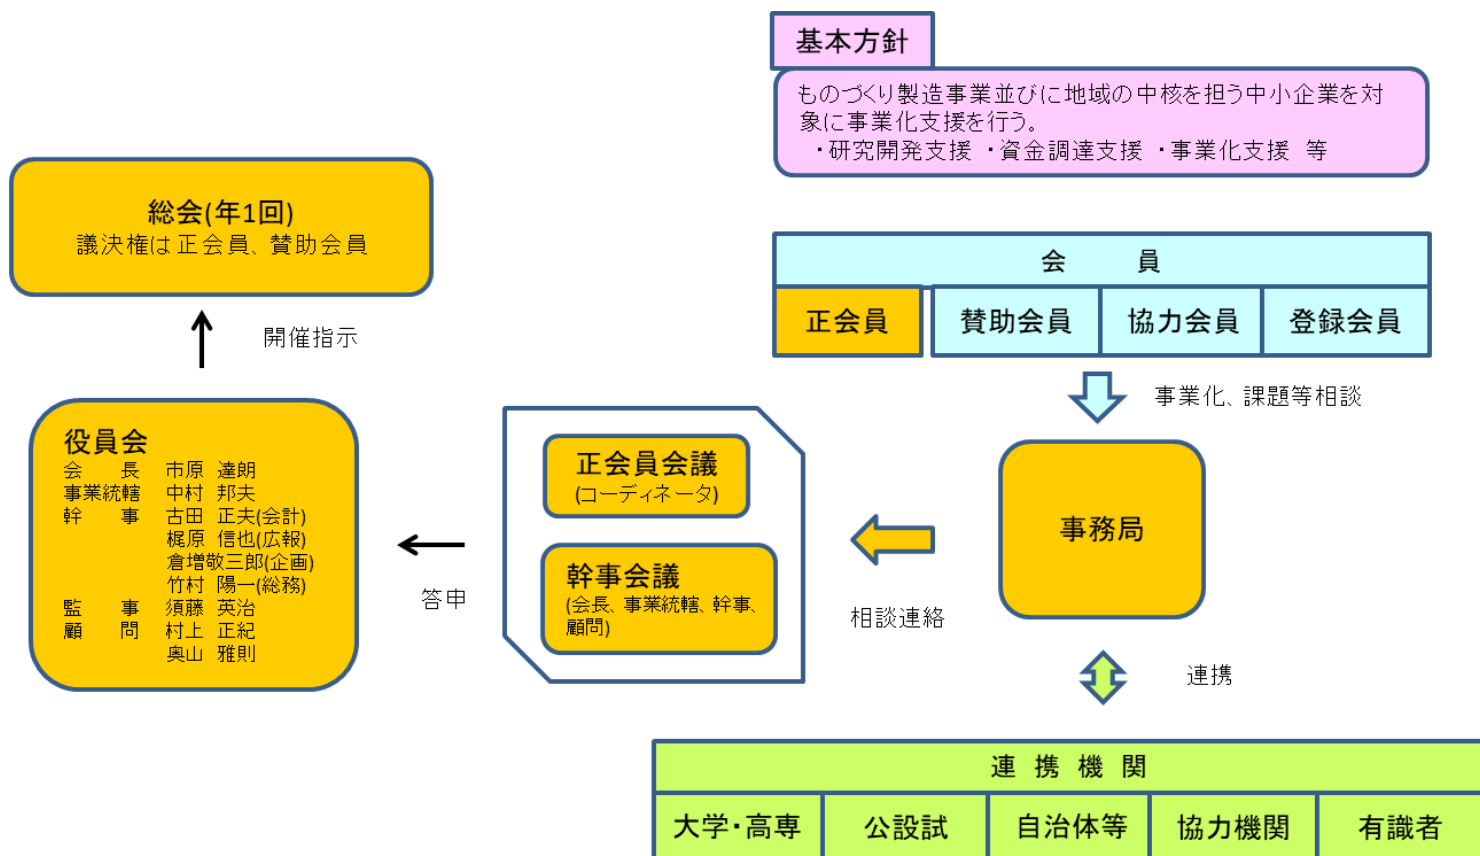 基本方針
ものづくり製造事業並びに地域の中核を担う中小企業を対
象に事業化支援を行う。
・研究開発支援 ・資金調達支援 ・事業化支援 等
総会(年1回)
議決権は正会員、賛助会員
開催指示
会 員
正会員 賛助会員 協力会員 登録会員
事業化、課題等相談
役員会
会 長 市原 達朗
事業統轄 中村 邦夫
幹 事 古田 正夫(会計)
梶原 信也(広報)
倉増敬三郎(企画)
竹村 陽一(総務)
監 事 須藤 英治
顧 問 村上 正紀
奥山 雅則
答申
正会員会議
(コーディネータ)
幹事会議
(会長、事業統轄、幹事、
顧問)
相談連絡
事務局
連携
連 携 機 関
大学・高専 公設試 自治体等 協力機関 有識者